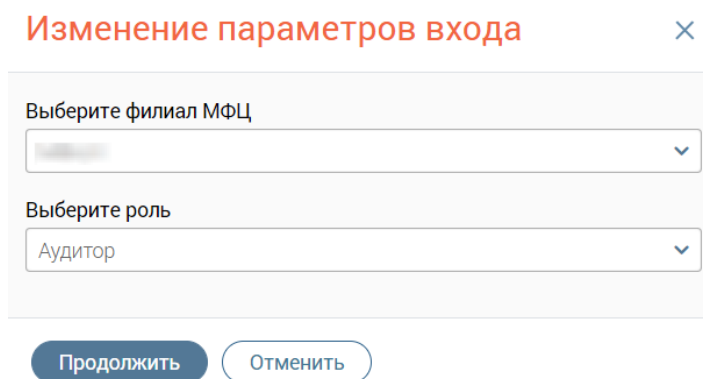 Изменение параметров входа
Выберите филиал МФЦ
Выберите роль
Аудитор
Продолжить
Отменить